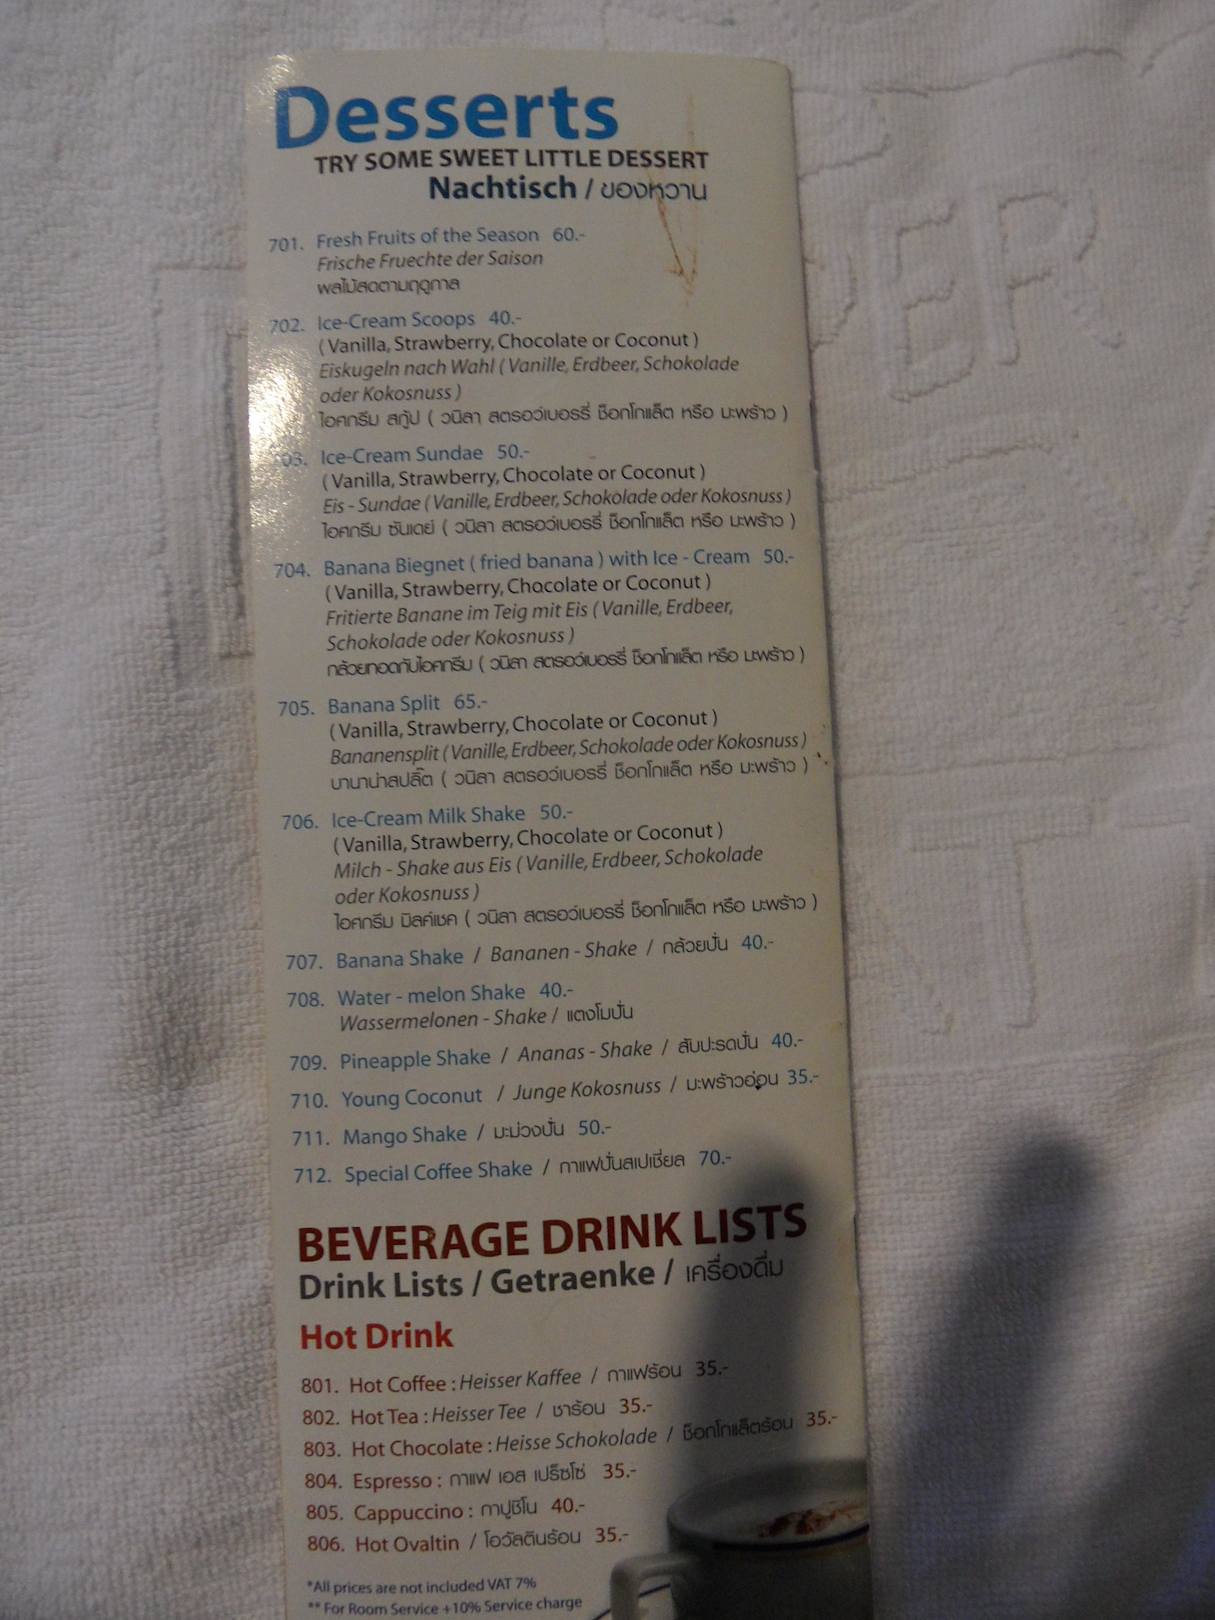 Desserts
TRY SOME SWEET LITTLE DESSERT
Nachtisch / ของหวาน
701. Fresh Fruits of the Season 60.-
Frische Fruechte der Saison
ผลไม้สดตามฤดูกาล
702. Ice-Cream Scoops 40.-
( Vanilla, Strawberry, Chocolate or Coconut )
Eiskugeln nach Wahl ( Vanille, Erdbeer, Schokolade
oder Kokosnuss )
ไอศกรีม สกู๊ป ( วนิลา สตรอว์เบอร์รี่ ช็อกโกแล็ต หรือ มะพร้าว )
703. Ice-Cream Sundae 50.-
( Vanilla, Strawberry, Chocolate or Coconut )
Eis - Sundae ( Vanille, Erdbeer, Schokolade oder Kokosnuss )
ไอศกรีม ซันเดย์ ( วนิลา สตรอว์เบอร์รี่ ช็อกโกแล็ต หรือ มะพร้าว )
704. Banana Biegnet ( fried banana ) with Ice - Cream 50.-
( Vanilla, Strawberry, Chocolate or Coconut )
Fritierte Banane im Teig mit Eis ( Vanille, Erdbeer,
Schokolade oder Kokosnuss )
กล้วยทอดกับไอศกรีม ( วนิลา สตรอว์เบอร์รี่ ช็อกโกแล็ต หรือ มะพร้าว )
705. Banana Split 65.-
( Vanilla, Strawberry, Chocolate or Coconut )
Bananensplit ( Vanille, Erdbeer, Schokolade oder Kokosnuss )
บานาน่าสปลิ๊ต ( วนิลา สตรอว์เบอร์รี่ ช็อกโกแล็ต หรือ มะพร้าว )
706. Ice-Cream Milk Shake 50.-
( Vanilla, Strawberry, Chocolate or Coconut )
Milch - Shake aus Eis ( Vanille, Erdbeer, Schokolade
oder Kokosnuss )
ไอศกรีม มิลค์เชค ( วนิลา สตรอว์เบอร์รี่ ช็อกโกแล็ต หรือ มะพร้าว )
707. Banana Shake / Bananen - Shake / กล้วยปั่น 40.-
708. Water - melon Shake 40.-
Wassermelonen - Shake / แตงโมปั่น
709. Pineapple Shake / Ananas - Shake / สับปะรดปั่น 40.-
710. Young Coconut / Junge Kokosnuss / มะพร้าวอ่อน 35.-
711. Mango Shake / มะม่วงปั่น 50.-
712. Special Coffee Shake / กาแฟปั่นสเปเชี่ยล 70.-
BEVERAGE DRINK LISTS
Drink Lists / Getraenke / เครื่องดื่ม
Hot Drink
801. Hot Coffee : Heisser Kaffee / กาแฟร้อน 35.-
802. Hot Tea : Heisser Tee / ชาร้อน 35.-
803. Hot Chocolate : Heisse Schokolade / ช็อกโกแล็ตร้อน 35.-
804. Espresso : กาแฟ เอส เปร็ซโซ่ 35.-
805. Cappuccino : กาปูชิโน 40.-
806. Hot Ovaltin / โอวัลตินร้อน 35.-
*All prices are not included VAT 7%
** For Room Service +10% Service charge